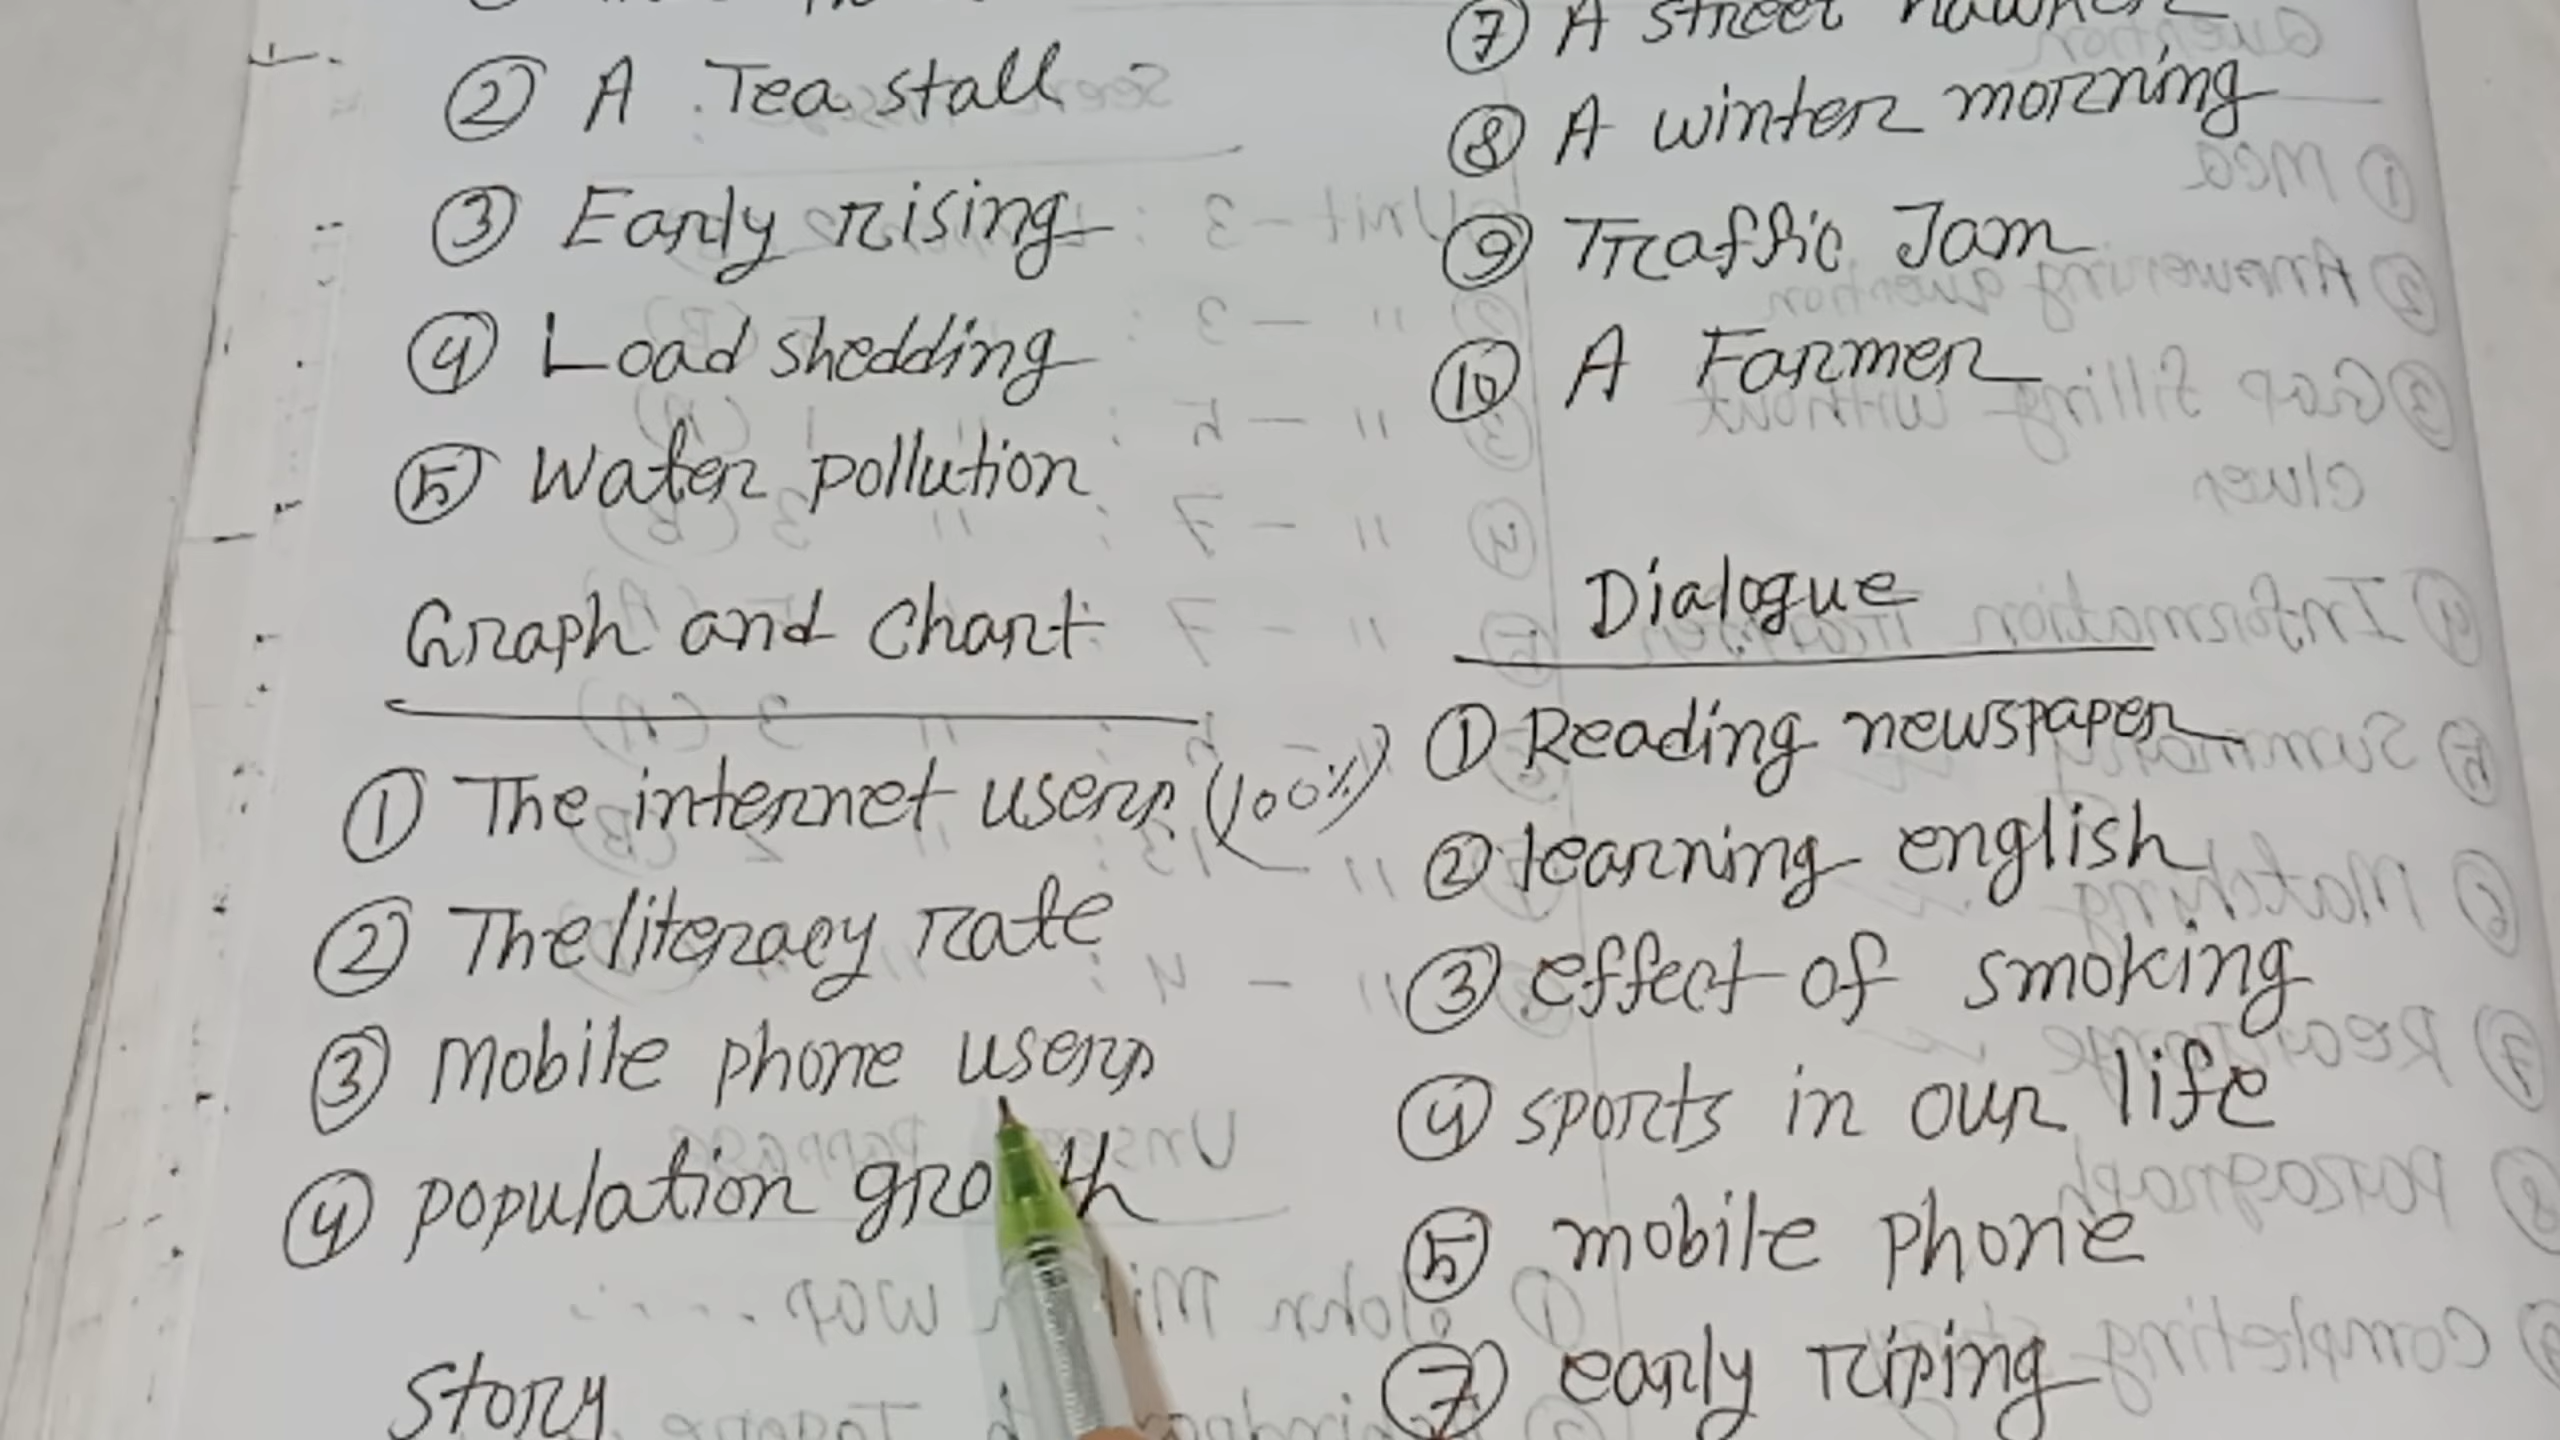 ② A Tea stall
③ Early rising
④ Load shedding
⑤ Water pollution
Graph and Chart
① The internet users (100%)
② The literacy rate
③ Mobile phone users
④ population growth
Story
⑦ A street hawker
⑧ A winter morning
⑨ Traffic Jam
⑩ A Farmer
Dialogue
① Reading newspaper
② learning english
③ effect of smoking
④ sports in our life
⑤ mobile phone
⑦ early rising